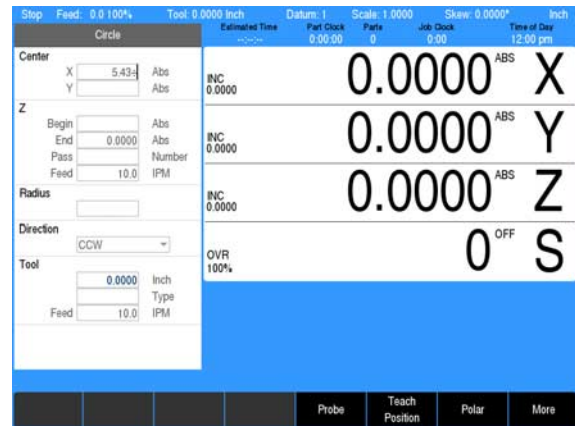 Stop Feed: 0.0 100% Tool: 0.0000 Inch Datum: 1 Scale: 1.0000 Skew: 0.0000° Inch
Circle
Estimated Time Part Clock Parts Job Clock Time of Day
--:--:-- 0:00:00 0 0:00 12:00 pm
Center
X 5.43÷ Abs
Y Abs
Z
Begin Abs
End 0.0000 Abs
Pass Number
Feed 10.0 IPM
Radius
Direction
CCW
Tool
0.0000 Inch
Type
Feed 10.0 IPM
INC
0.0000
0.0000 ABS X
INC
0.0000
0.0000 ABS Y
INC
0.0000
0.0000 ABS Z
OVR
100%
0 OFF S
Probe
Teach
Position
Polar
More